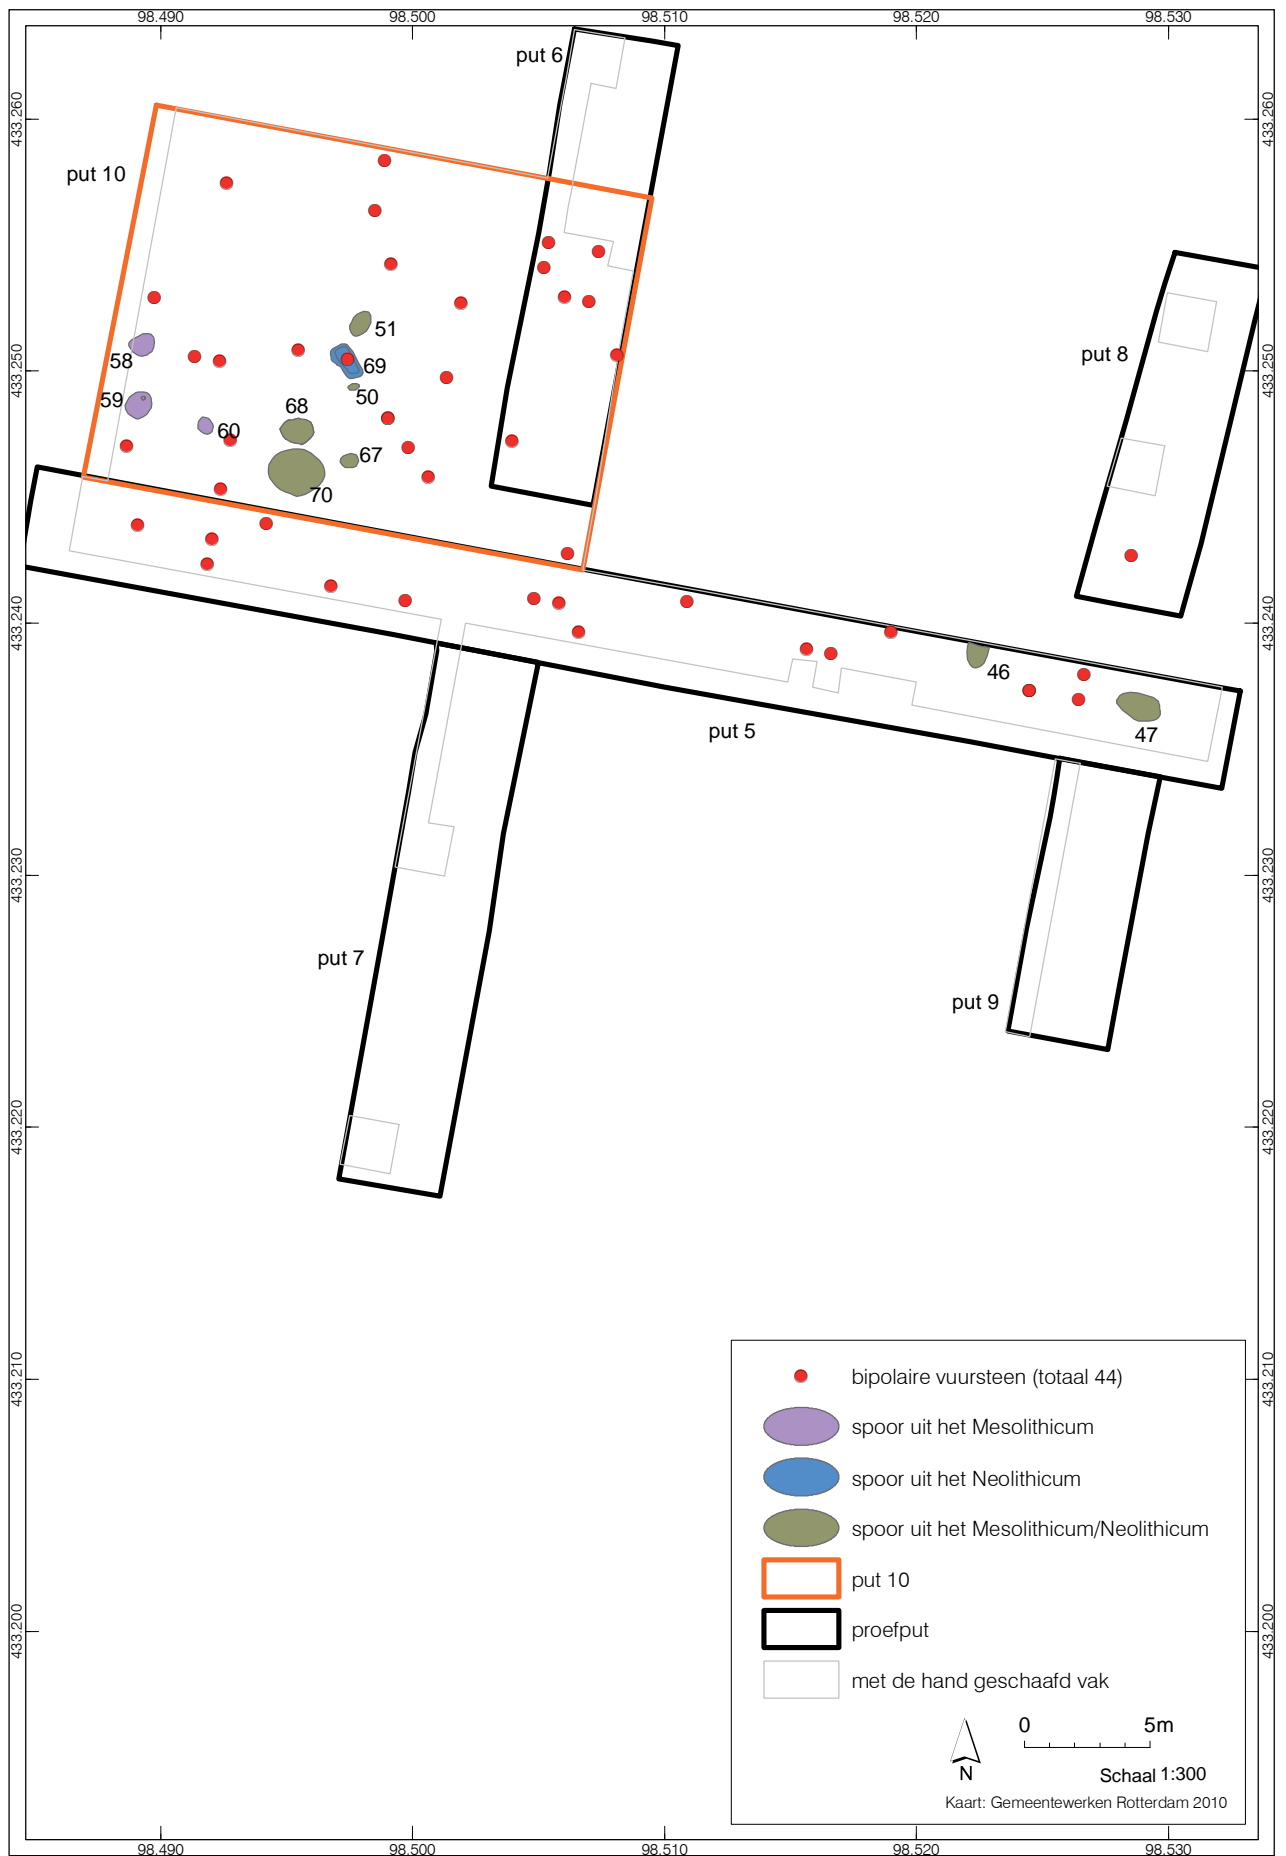 98.490 98.500 98.510 98.520 98.530
put 6
433.260 433.260
put 10
51
58
69
put 8
433.250 433.250
50
59
68
60
67
70
433.240 433.240
46
put 5
47
433.230 433.230
put 7
put 9
433.220 433.220
433.210 433.210
bipolaire vuursteen (totaal 44)
spoor uit het Mesolithicum
spoor uit het Neolithicum
spoor uit het Mesolithicum/Neolithicum
put 10
proefput
433.200 433.200
met de hand geschaafd vak
0 5m
N
Schaal 1:300
Kaart: Gemeentewerken Rotterdam 2010
98.490 98.500 98.510 98.520 98.530